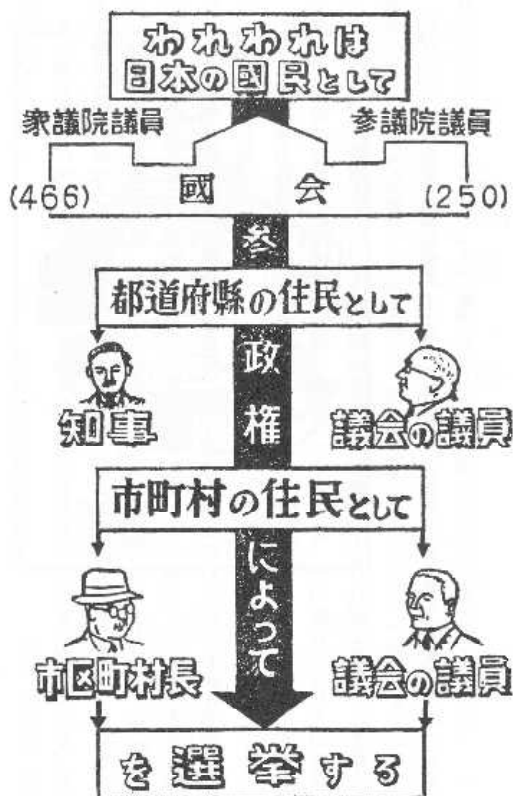 われわれは
日本の國民として
衆議院議員 参議院議員
(466) 國会 (250)
参政権によって
都道府縣の住民として
知事 議会の議員
市町村の住民として
市区町村長 議会の議員
を選挙する